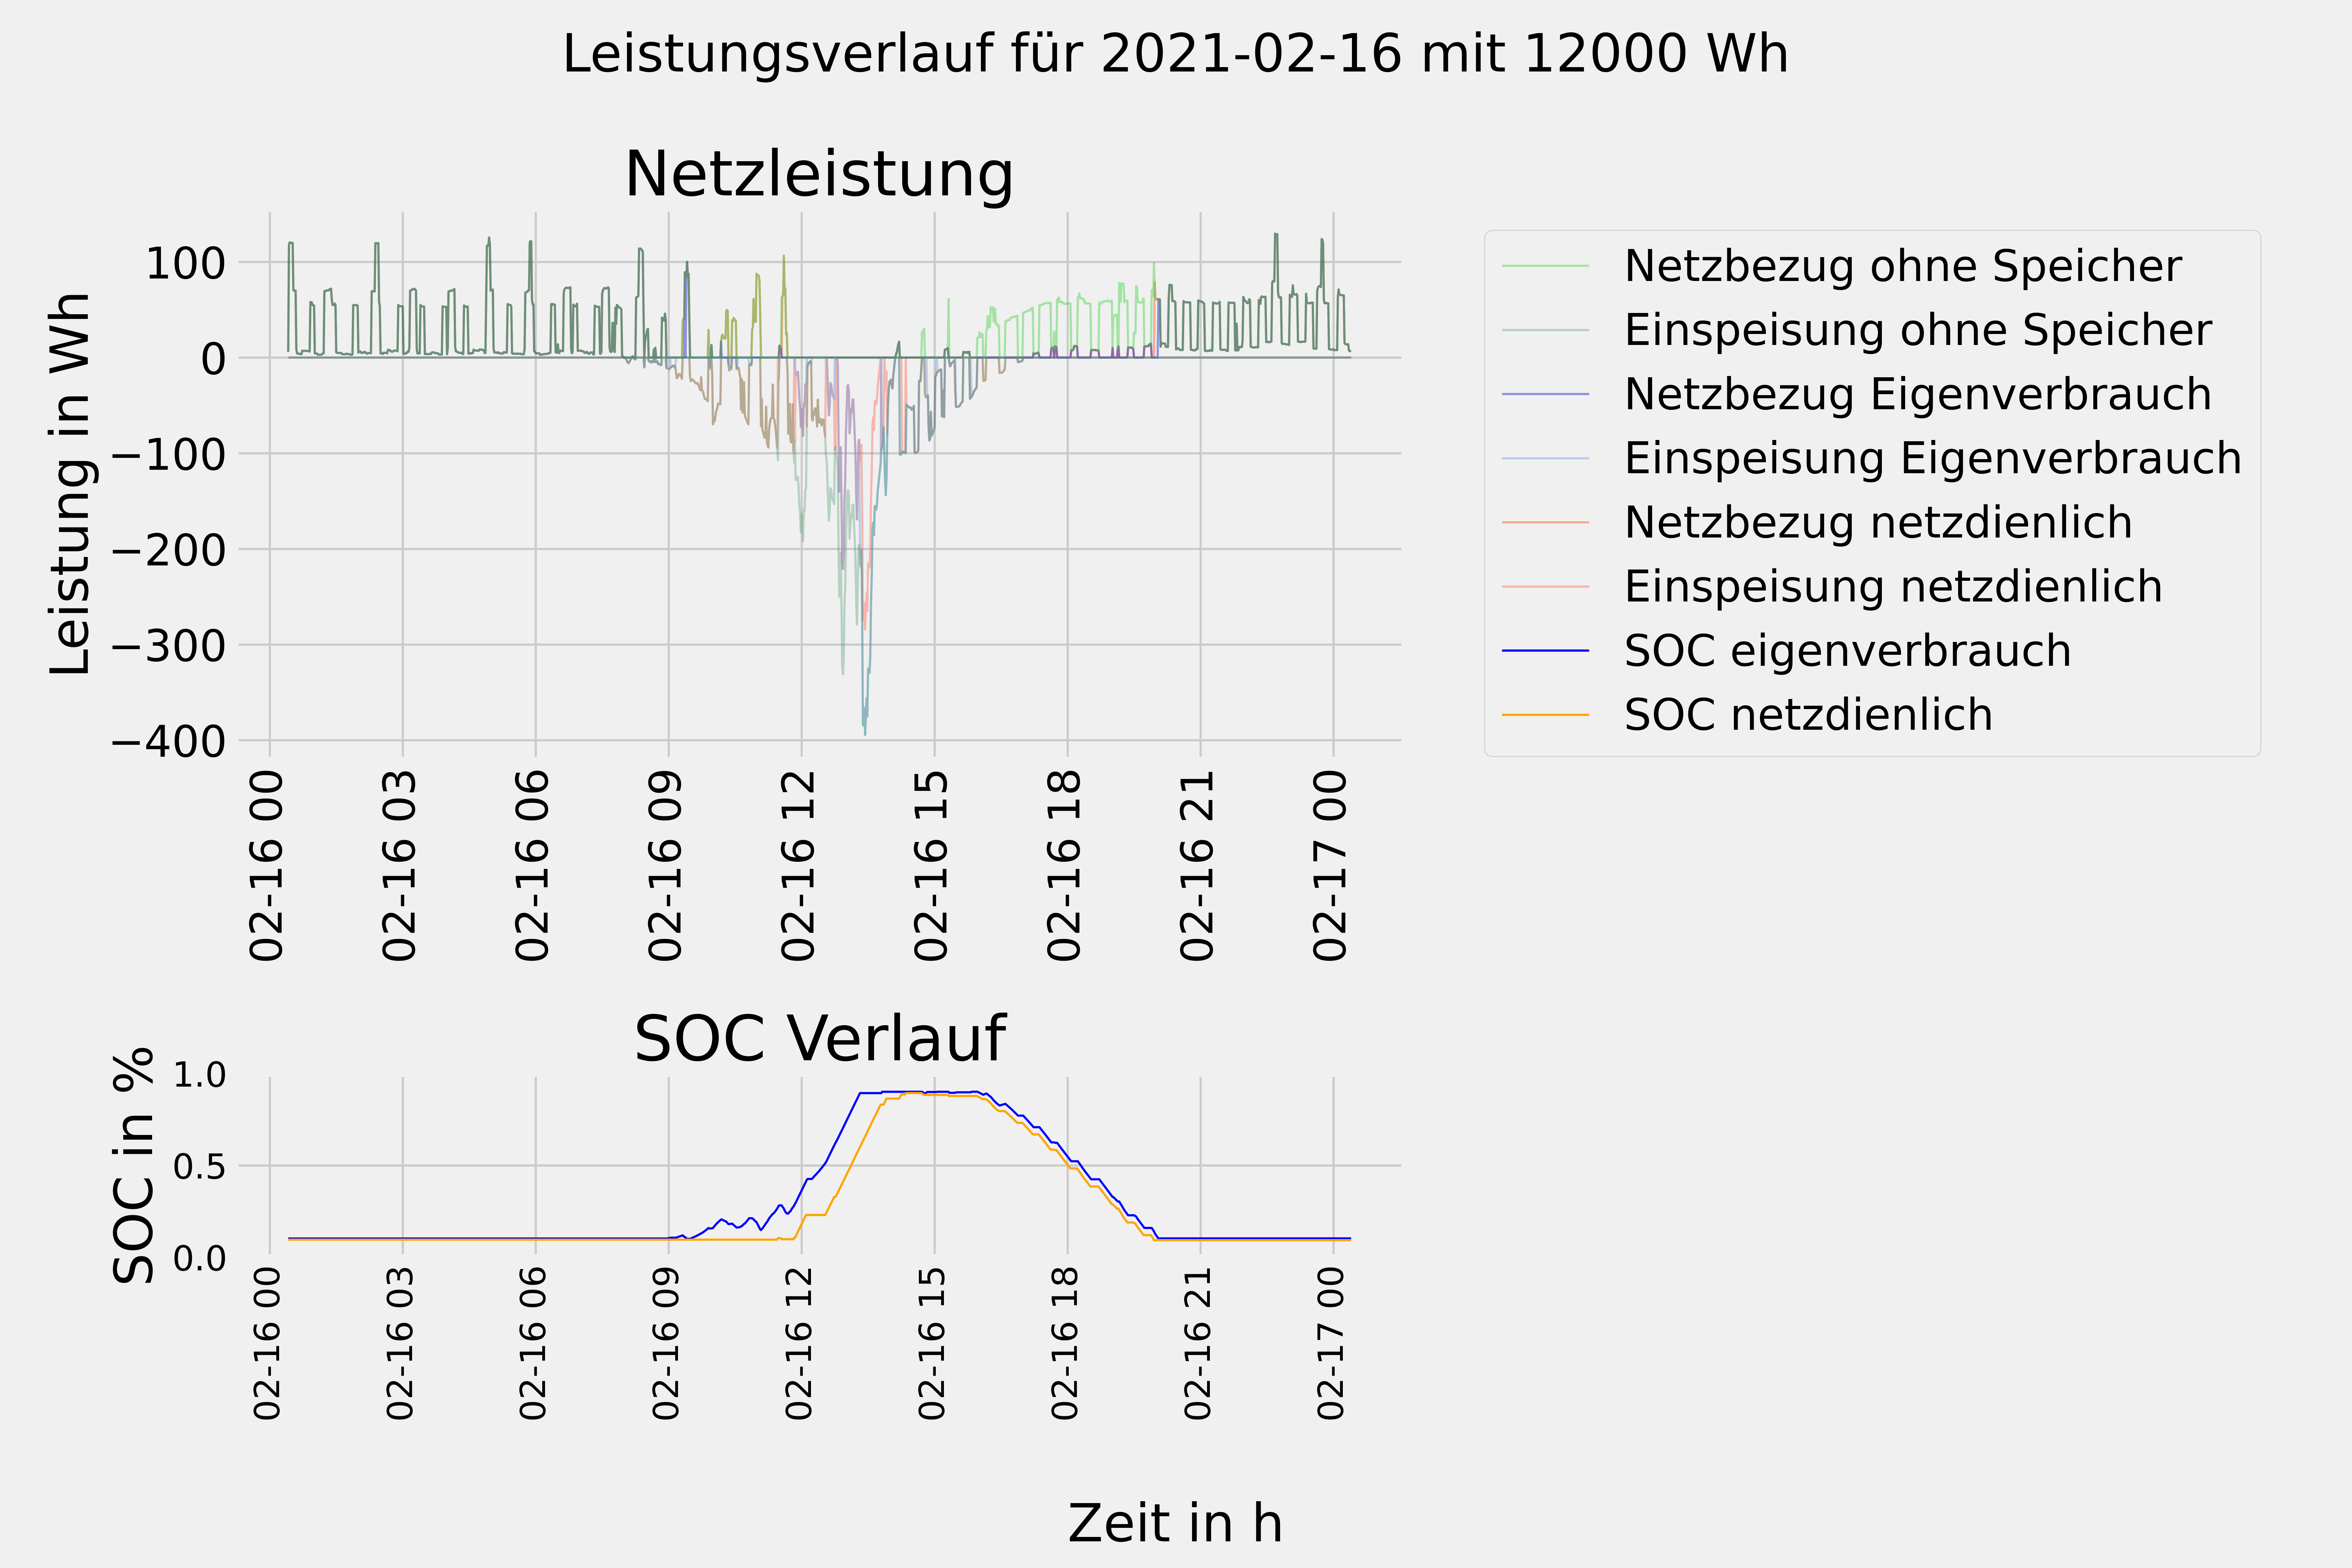 Leistungsverlauf für 2021-02-16 mit 12000 Wh
Netzleistung
Leistung in Wh
100
0
−100
−200
−300
−400
02-16 00
02-16 03
02-16 06
02-16 09
02-16 12
02-16 15
02-16 18
02-16 21
02-17 00
Netzbezug ohne Speicher
Einspeisung ohne Speicher
Netzbezug Eigenverbrauch
Einspeisung Eigenverbrauch
Netzbezug netzdienlich
Einspeisung netzdienlich
SOC eigenverbrauch
SOC netzdienlich
SOC Verlauf
SOC in %
1.0
0.5
0.0
02-16 00
02-16 03
02-16 06
02-16 09
02-16 12
02-16 15
02-16 18
02-16 21
02-17 00
Zeit in h